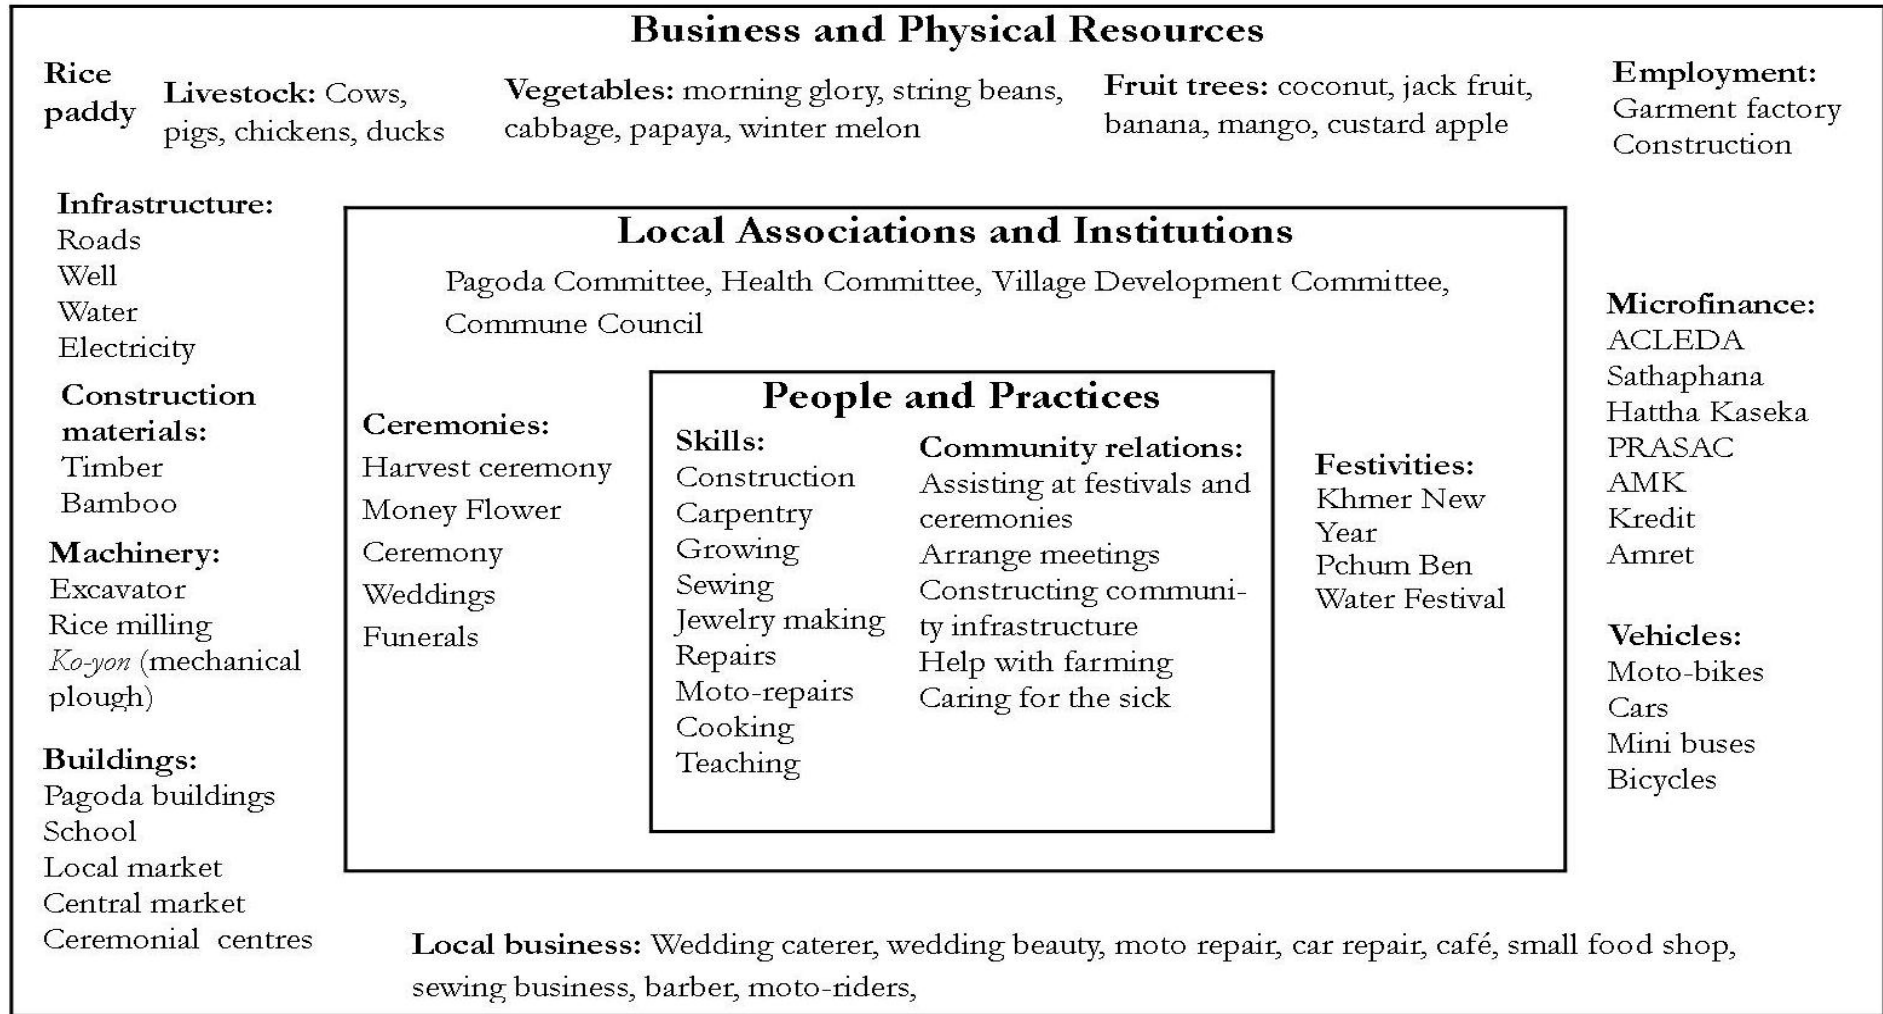 Business and Physical Resources
Rice
paddy
Livestock: Cows,
pigs, chickens, ducks
Vegetables: morning glory, string beans,
cabbage, papaya, winter melon
Fruit trees: coconut, jack fruit,
banana, mango, custard apple
Employment:
Garment factory
Construction
Infrastructure:
Roads
Well
Water
Electricity
Construction
materials:
Timber
Bamboo
Machinery:
Excavator
Rice milling
Ko-yon (mechanical
plough)
Buildings:
Pagoda buildings
School
Local market
Central market
Ceremonial centres
Local Associations and Institutions
Pagoda Committee, Health Committee, Village Development Committee,
Commune Council
Ceremonies:
Harvest ceremony
Money Flower
Ceremony
Weddings
Funerals
People and Practices
Skills:
Construction
Carpentry
Growing
Sewing
Jewelry making
Repairs
Moto-repairs
Cooking
Teaching
Community relations:
Assisting at festivals and
ceremonies
Arrange meetings
Constructing communi-
ty infrastructure
Help with farming
Caring for the sick
Festivities:
Khmer New
Year
Pchum Ben
Water Festival
Microfinance:
ACLEDA
Sathaphana
Hattha Kaseka
PRASAC
AMK
Kredit
Amret
Vehicles:
Moto-bikes
Cars
Mini buses
Bicycles
Local business: Wedding caterer, wedding beauty, moto repair, car repair, café, small food shop,
sewing business, barber, moto-riders,